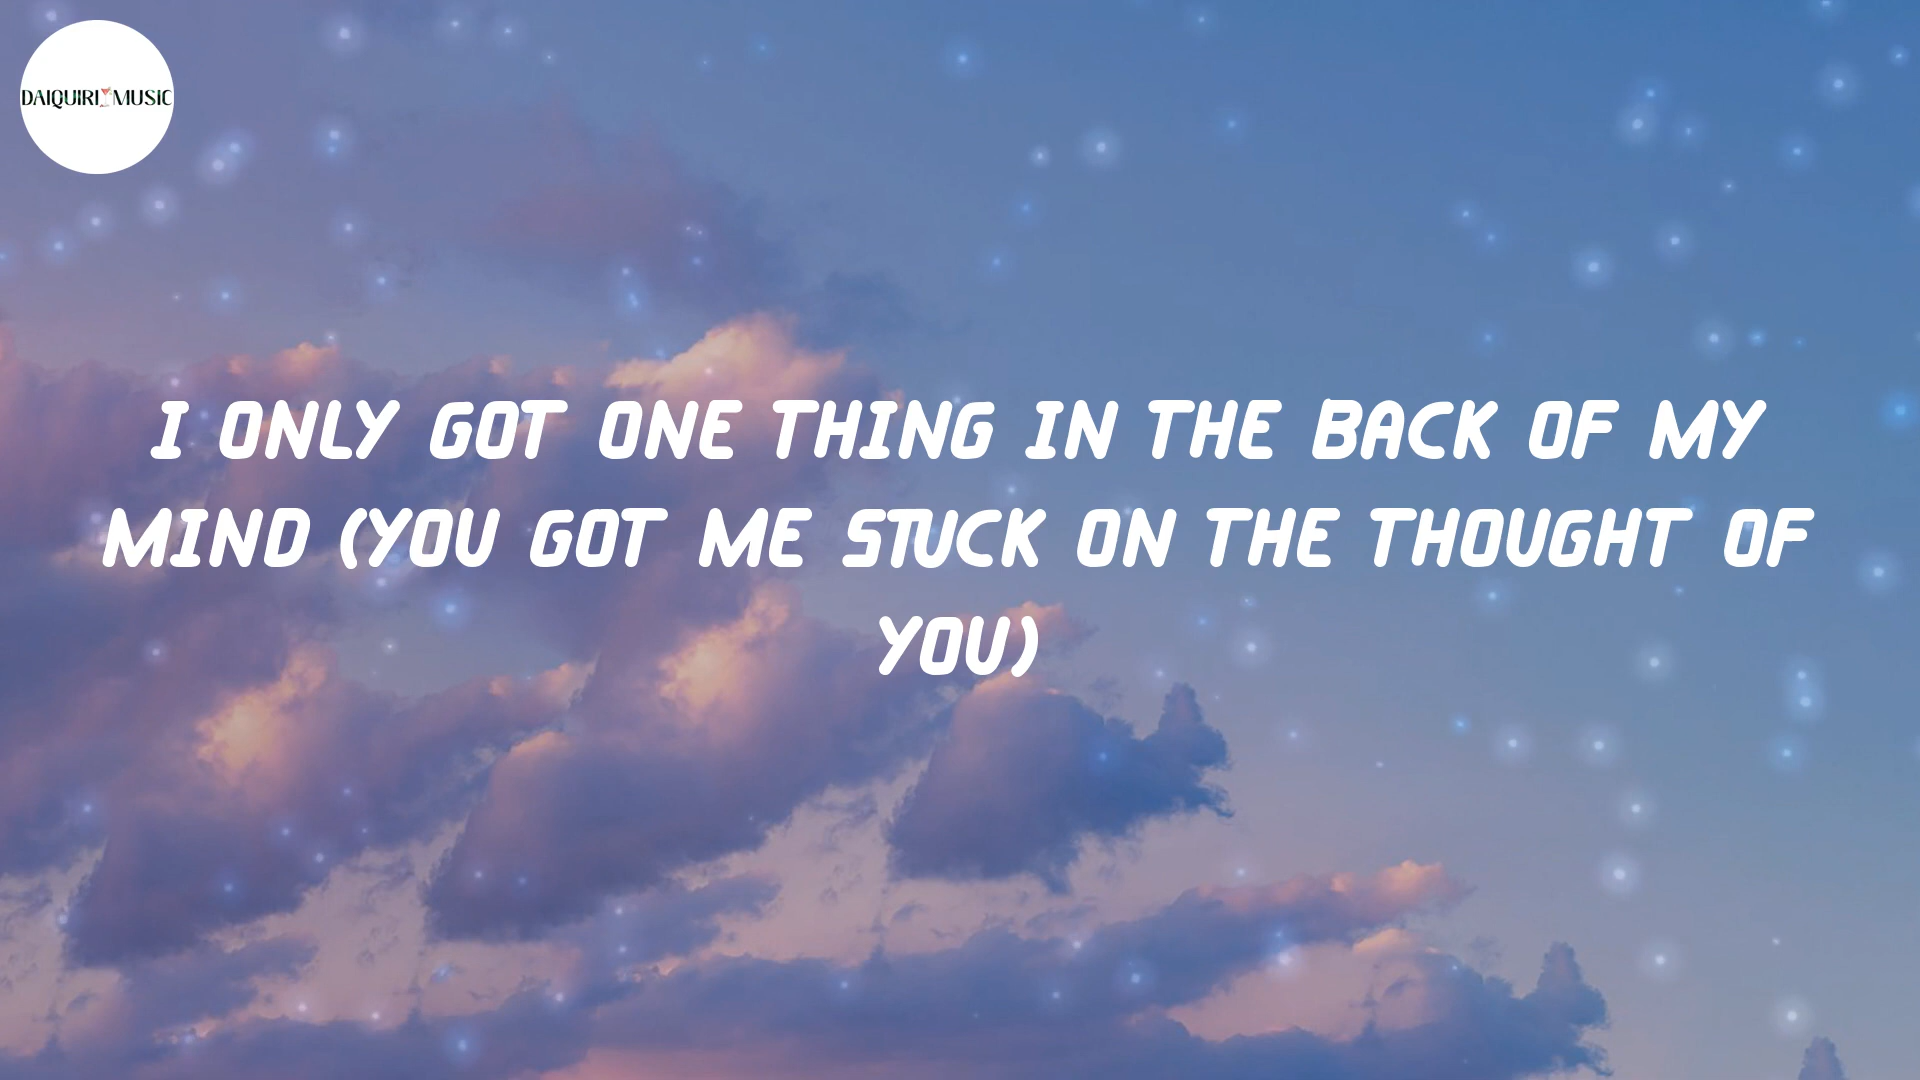 DAIQUIRI MUSIC
I ONLY GOT ONE THING IN THE BACK OF MY
MIND (YOU GOT ME STUCK ON THE THOUGHT OF
YOU)